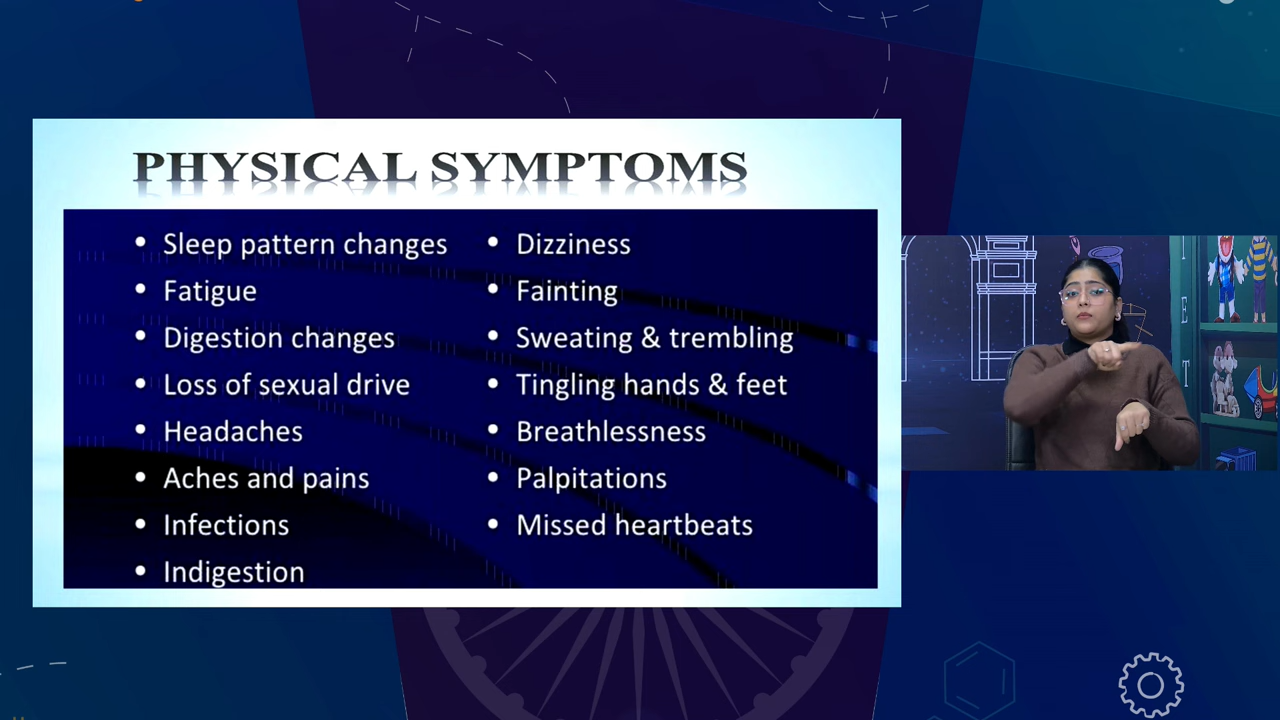 PHYSICAL SYMPTOMS
• Sleep pattern changes
• Fatigue
• Digestion changes
• Loss of sexual drive
• Headaches
• Aches and pains
• Infections
• Indigestion
• Dizziness
• Fainting
• Sweating & trembling
• Tingling hands & feet
• Breathlessness
• Palpitations
• Missed heartbeats
I
E
T